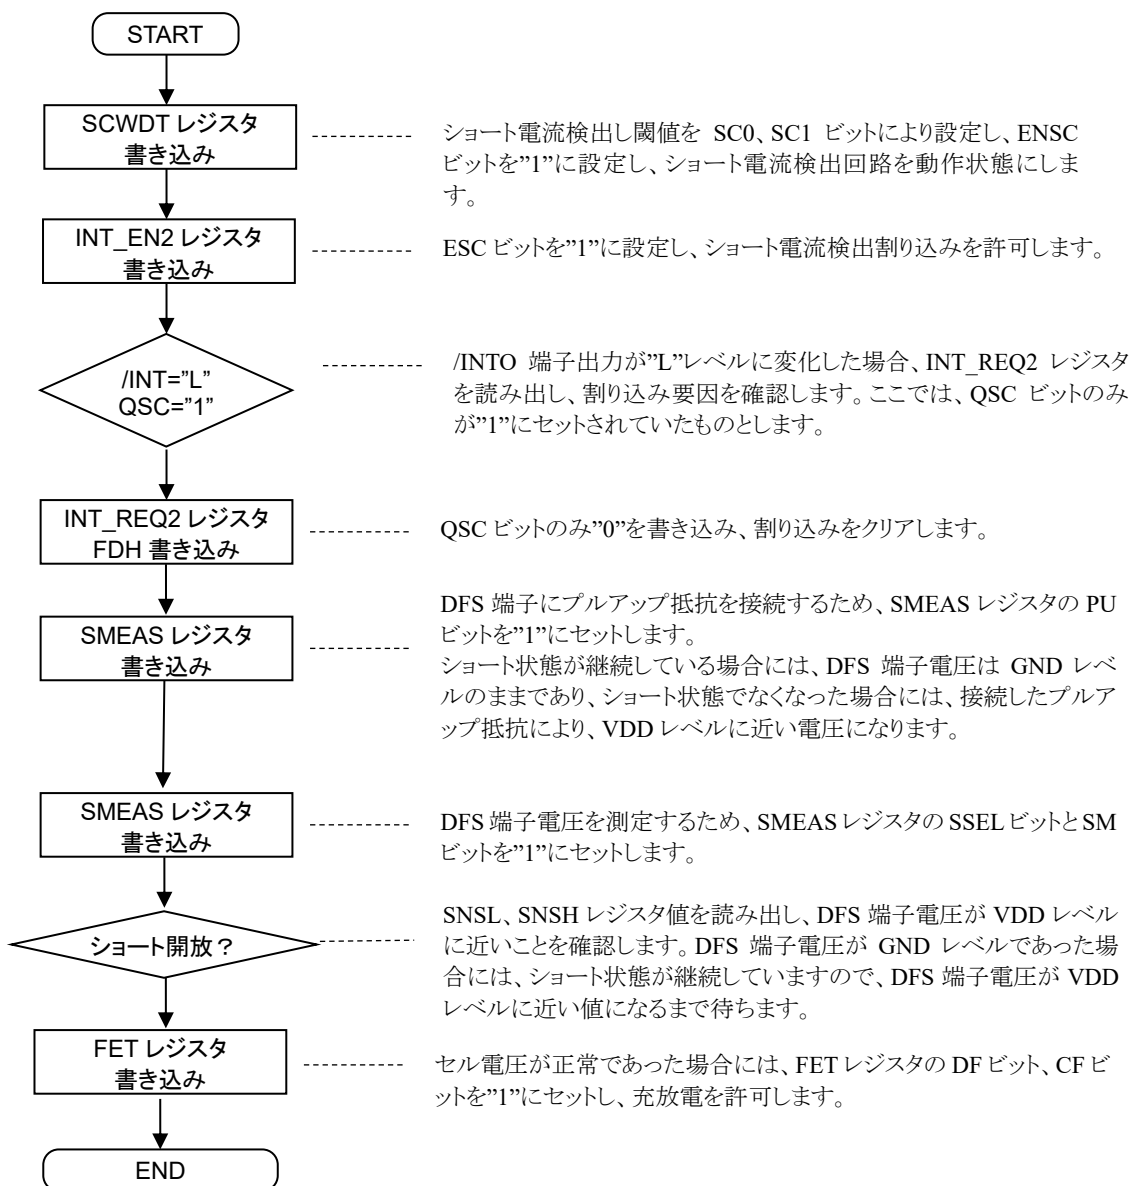 START
SCWDT レジスタ
書き込み
ショート電流検出し閾値を SC0、SC1 ビットにより設定し、ENSC
ビットを”1”に設定し、ショート電流検出回路を動作状態にしま
す。
INT_EN2 レジスタ
書き込み
ESC ビットを”1”に設定し、ショート電流検出割り込みを許可します。
/INT=”L”
QSC=”1”
/INTO 端子出力が”L”レベルに変化した場合、INT_REQ2 レジスタ
を読み出し、割り込み要因を確認します。ここでは、QSC ビットのみ
が”1”にセットされていたものとします。
INT_REQ2 レジスタ
FDH 書き込み
QSC ビットのみ”0”を書き込み、割り込みをクリアします。
SMEAS レジスタ
書き込み
DFS 端子にプルアップ抵抗を接続するため、SMEAS レジスタの PU
ビットを”1”にセットします。
ショート状態が継続している場合には、DFS 端子電圧は GND レベ
ルのままであり、ショート状態でなくなった場合には、接続したプルア
ップ抵抗により、VDD レベルに近い電圧になります。
SMEAS レジスタ
書き込み
DFS 端子電圧を測定するため、SMEAS レジスタの SSEL ビットと SM
ビットを”1”にセットします。
ショート開放？
SNSL、SNSH レジスタ値を読み出し、DFS 端子電圧が VDD レベル
に近いことを確認します。DFS 端子電圧が GND レベルであった場
合には、ショート状態が継続していますので、DFS 端子電圧が VDD
レベルに近い値になるまで待ちます。
FET レジスタ
書き込み
セル電圧が正常であった場合には、FET レジスタの DF ビット、CF ビ
ットを”1”にセットし、充放電を許可します。
END